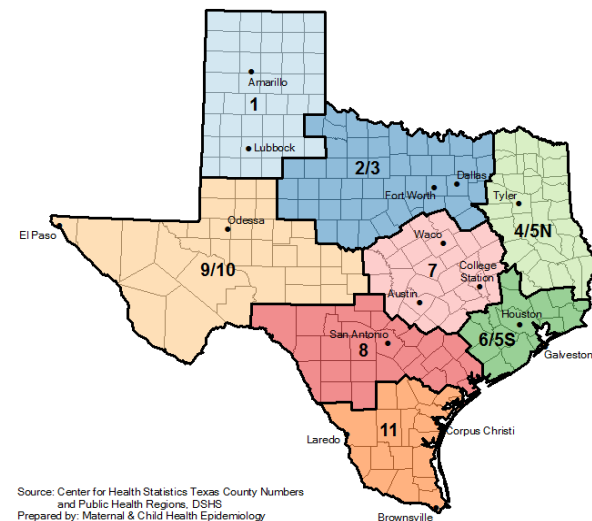 Amarillo
1
Lubbock
2/3
Dallas
Fort Worth
Tyler
4/5N
El Paso
Odessa
9/10
Waco
7
College
Station
Austin
Houston
6/5S
San Antonio
8
Galveston
11
Laredo
Corpus Christi
Brownsville
Source: Center for Health Statistics Texas County Numbers
and Public Health Regions, DSHS
Prepared by: Maternal & Child Health Epidemiology